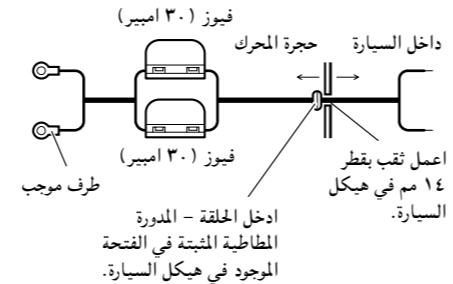 فيوز (٣٠ امبير)
داخل السيارة
حجرة المحرك
فيوز (٣٠ امبير)
طرف موجب
اعمل ثقب بقطر
١٤ مم في هيكل
السيارة.
ادخل الحلقة – المدورة
المطاطية المثبتة في الفتحة
الموجود في هيكل السيارة.